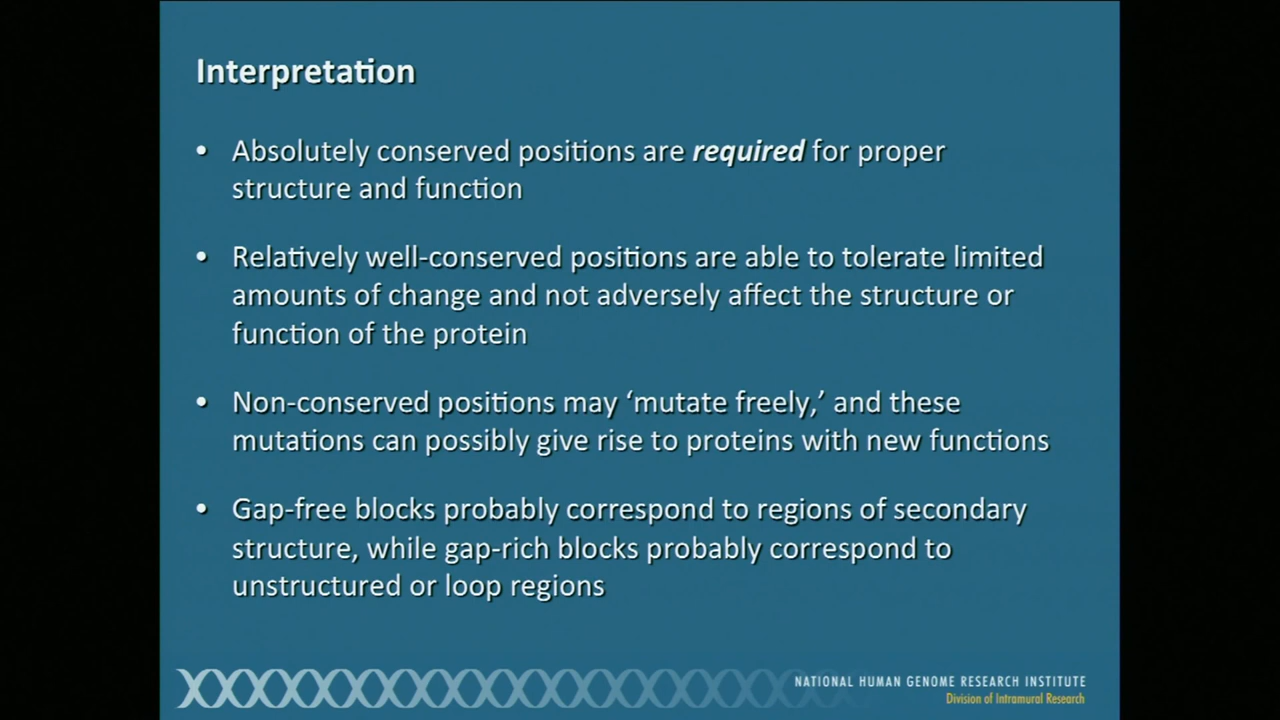 Interpretation
• Absolutely conserved positions are required for proper
structure and function
• Relatively well-conserved positions are able to tolerate limited
amounts of change and not adversely affect the structure or
function of the protein
• Non-conserved positions may ‘mutate freely,’ and these
mutations can possibly give rise to proteins with new functions
• Gap-free blocks probably correspond to regions of secondary
structure, while gap-rich blocks probably correspond to
unstructured or loop regions
NATIONAL HUMAN GENOME RESEARCH INSTITUTE
Division of Intramural Research